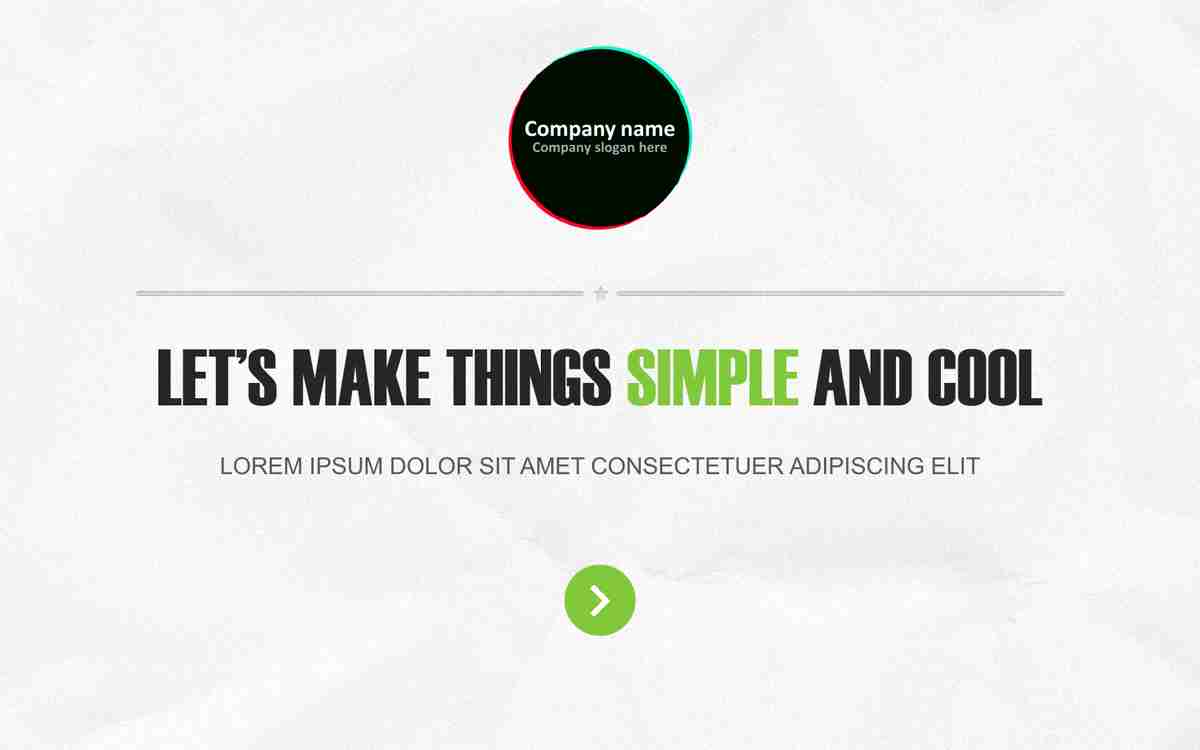 Company name
Company slogan here
LET’S MAKE THINGS SIMPLE AND COOL
LOREM IPSUM DOLOR SIT AMET CONSECTETUER ADIPISCING ELIT